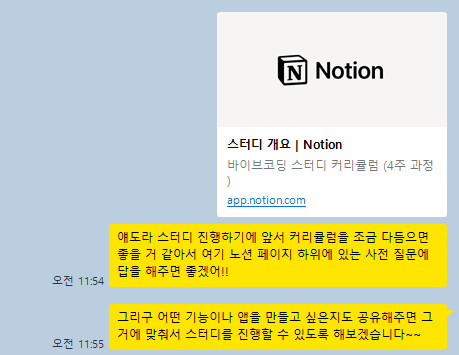 Notion
스터디 개요 | Notion
바이브코딩 스터디 커리큘럼 (4주 과정
)
app.notion.com
얘도라 스터디 진행하기에 앞서 커리큘럼을 조금 다듬으면
좋을 거 같아서 여기 노션 페이지 하위에 있는 사전 질문에
답을 해주면 좋겠어!!
오전 11:54
그리구 어떤 기능이나 앱을 만들고 싶은지도 공유해주면 그
거에 맞춰서 스터디를 진행할 수 있도록 해보겠습니다~~
오전 11:55